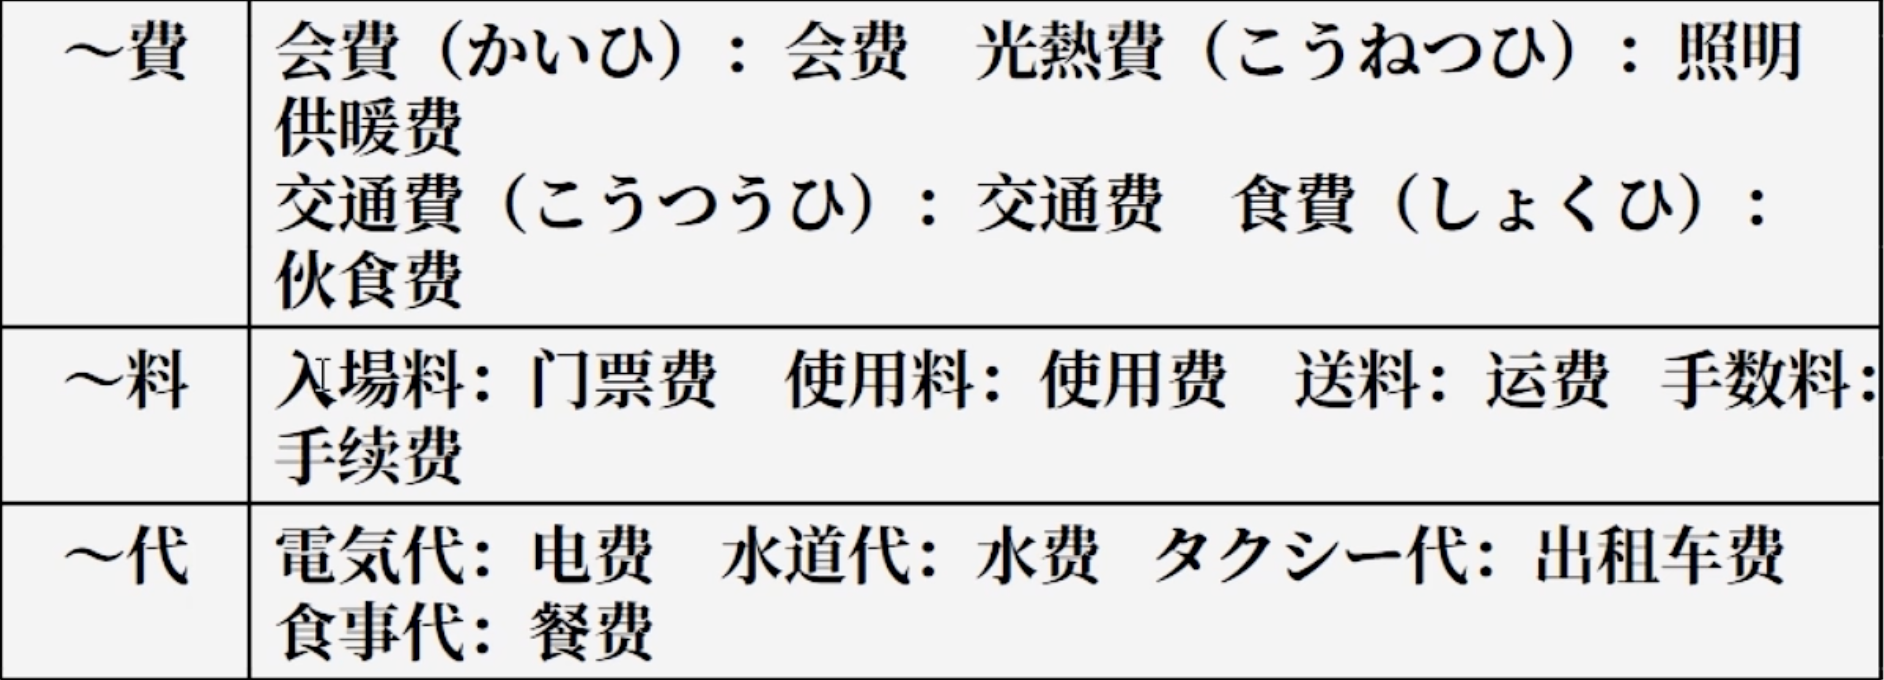 ～費
会費（かいひ）：会费　光熱費（こうねつひ）：照明
供暖费
交通費（こうつうひ）：交通费　食費（しょくひ）：
伙食费
～料
入場料：门票费　使用料：使用费　送料：运费　手数料：
手续费
～代
電気代：电费　水道代：水费　タクシー代：出租车费
食事代：餐费